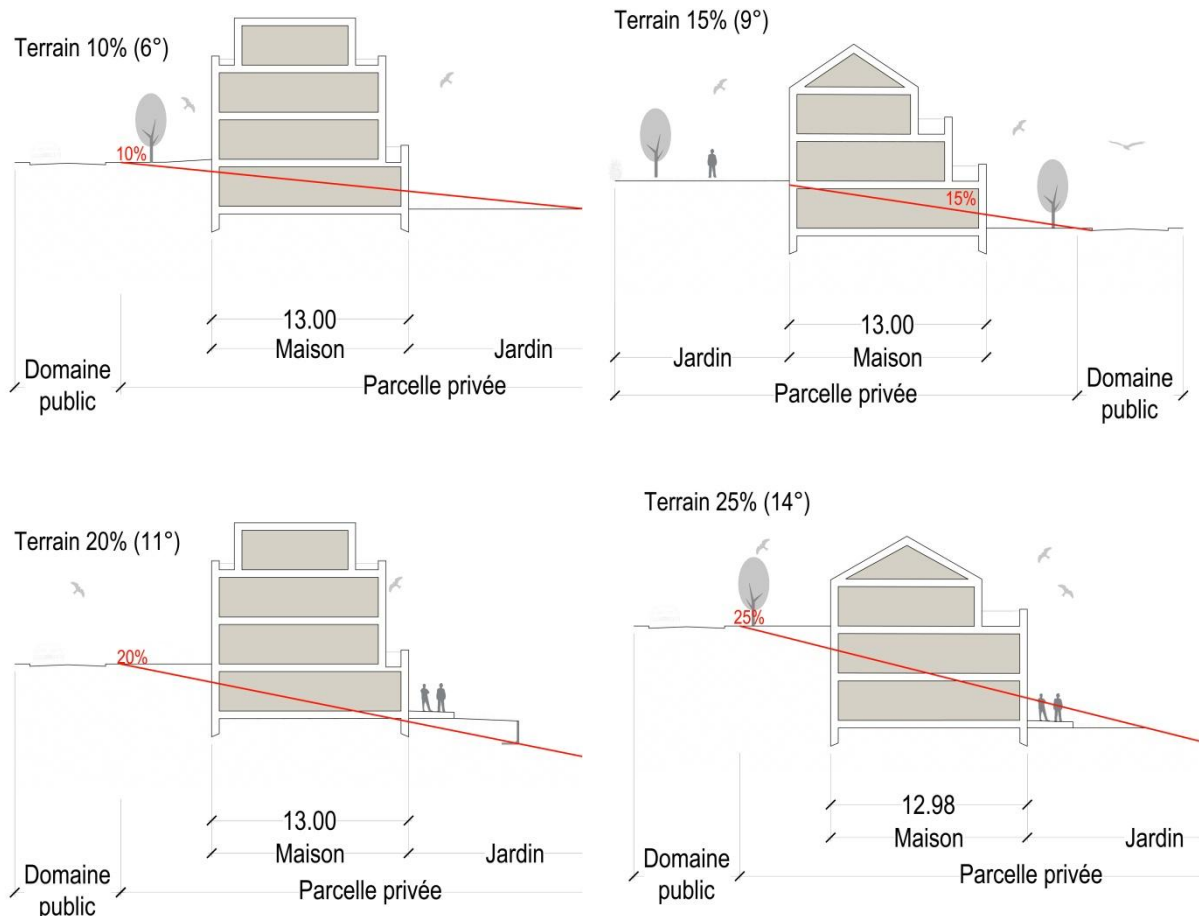 Terrain 10% (6°)
10%
13.00
Maison
Jardin
Domaine
public
Parcelle privée
Terrain 15% (9°)
15%
13.00
Jardin
Maison
Parcelle privée
Domaine
public
Terrain 20% (11°)
20%
13.00
Maison
Jardin
Domaine
public
Parcelle privée
Terrain 25% (14°)
25%
12.98
Maison
Jardin
Domaine
public
Parcelle privée